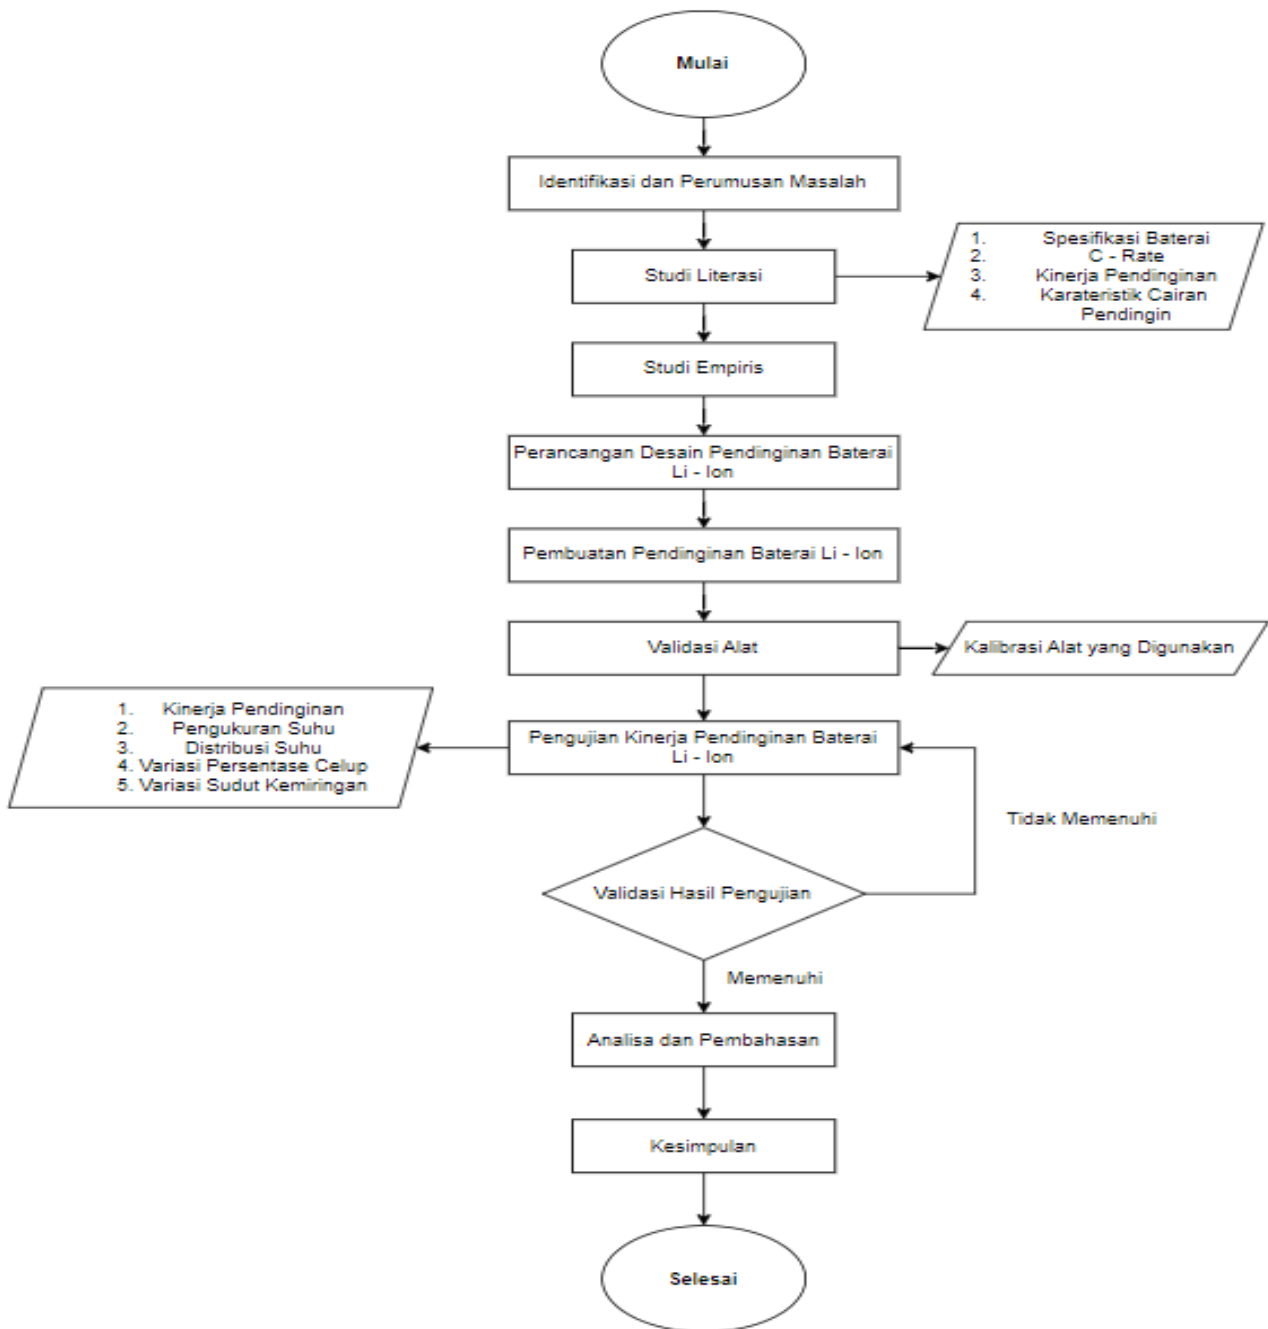 Mulai
Identifikasi dan Perumusan Masalah
Studi Literasi
1. Spesifikasi Baterai
2. C - Rate
3. Kinerja Pendinginan
4. Karateristik Cairan
Pendingin
Studi Empiris
Perancangan Desain Pendinginan Baterai
Li - Ion
Pembuatan Pendinginan Baterai Li - Ion
Validasi Alat
Kalibrasi Alat yang Digunakan
Pengujian Kinerja Pendinginan Baterai
Li - Ion
1. Kinerja Pendinginan
2. Pengukuran Suhu
3. Distribusi Suhu
4. Variasi Persentase Celup
5. Variasi Sudut Kemiringan
Tidak Memenuhi
Validasi Hasil Pengujian
Memenuhi
Analisa dan Pembahasan
Kesimpulan
Selesai